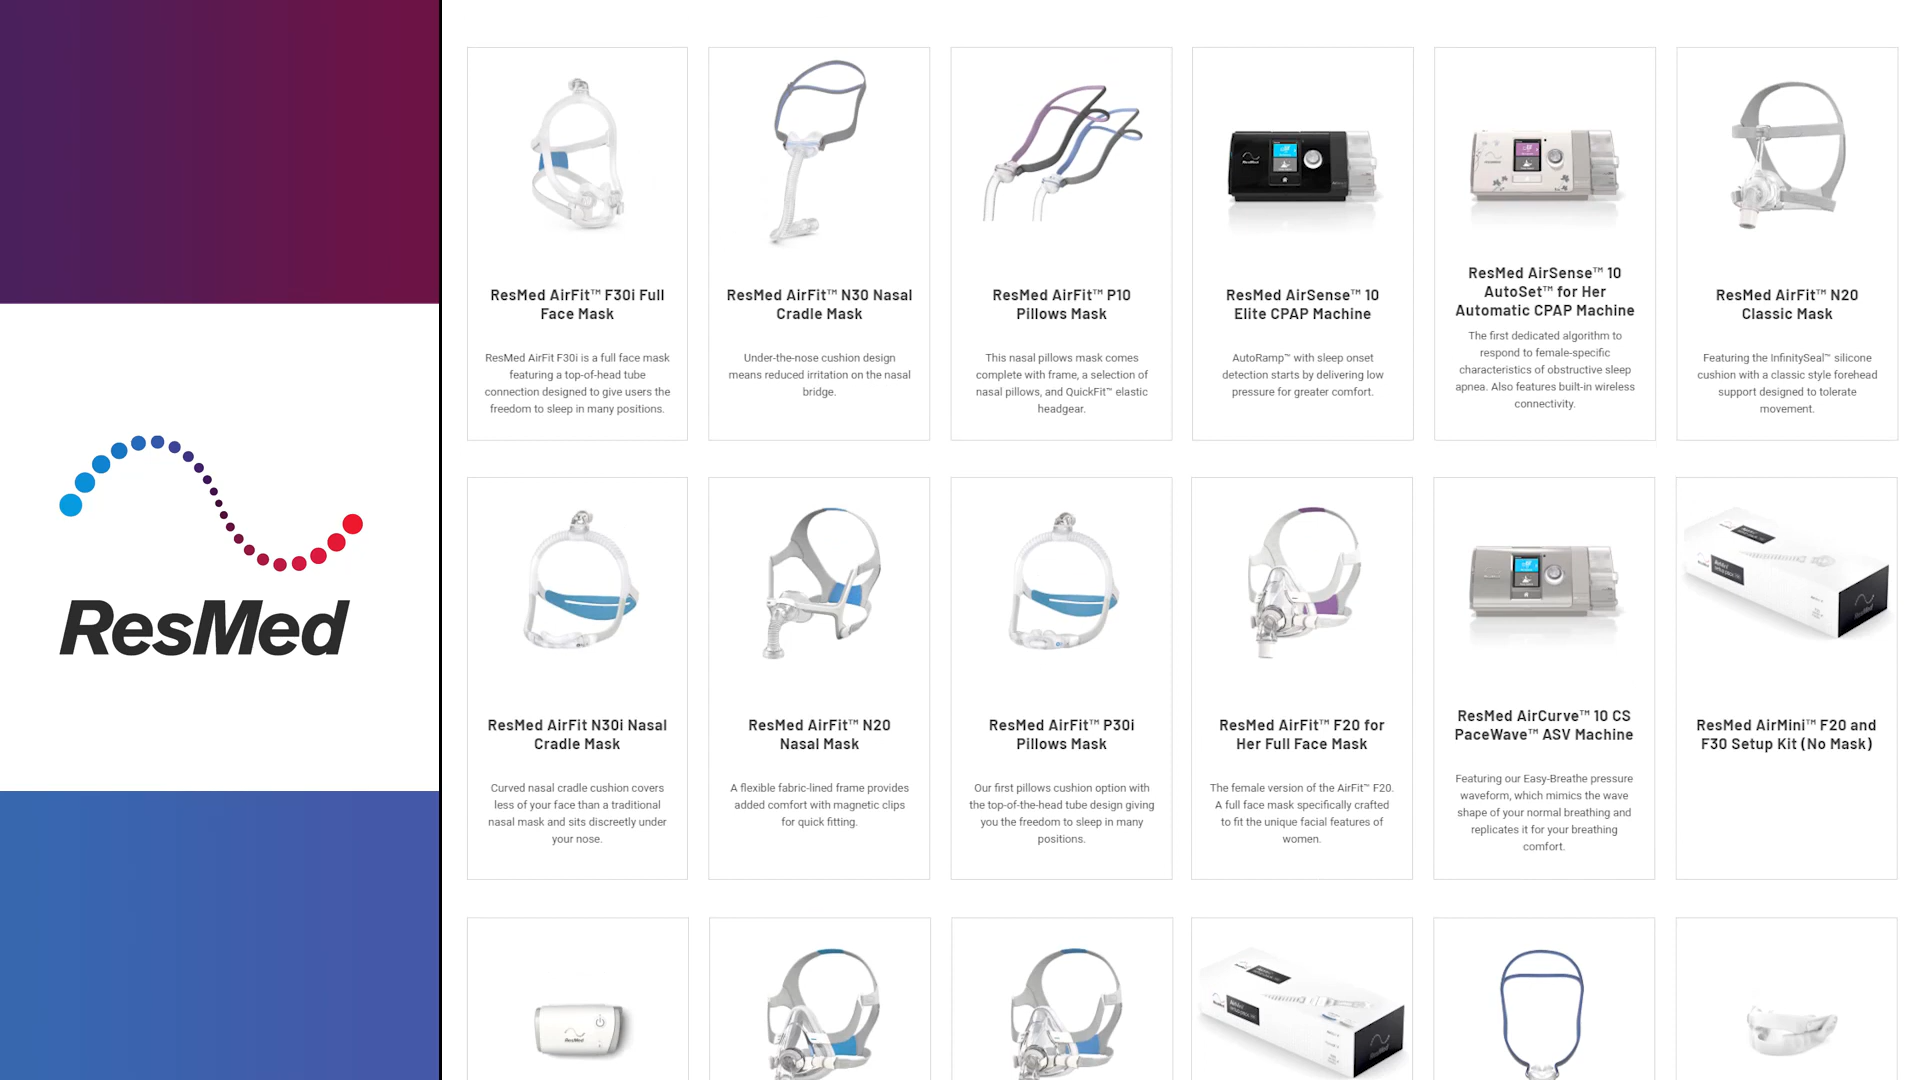 ResMed
ResMed AirFit™ F30i Full
Face Mask
ResMed AirFit F30i is a full face mask
featuring a top-of-head tube
connection designed to give users the
freedom to sleep in many positions.
ResMed AirFit™ N30 Nasal
Cradle Mask
Under-the-nose cushion design
means reduced irritation on the nasal
bridge.
ResMed AirFit™ P10
Pillows Mask
This nasal pillows mask comes
complete with frame, a selection of
nasal pillows, and QuickFit™ elastic
headgear.
ResMed
ResMed AirSense™ 10
Elite CPAP Machine
AutoRamp™ with sleep onset
detection starts by delivering low
pressure for greater comfort.
ResMed AirSense™ 10
AutoSet™ for Her
Automatic CPAP Machine
The first dedicated algorithm to
respond to female-specific
characteristics of obstructive sleep
apnea. Also features built-in wireless
connectivity.
ResMed AirFit™ N20
Classic Mask
Featuring the InfinitySeal™ silicone
cushion with a classic style forehead
support designed to tolerate
movement.
ResMed AirFit N30i Nasal
Cradle Mask
Curved nasal cradle cushion covers
less of your face than a traditional
nasal mask and sits discreetly under
your nose.
ResMed AirFit™ N20
Nasal Mask
A flexible fabric-lined frame provides
added comfort with magnetic clips
for quick fitting.
ResMed AirFit™ P30i
Pillows Mask
Our first pillows cushion option with
the top-of-the-head tube design giving
you the freedom to sleep in many
positions.
ResMed AirFit™ F20 for
Her Full Face Mask
The female version of the AirFit™ F20.
A full face mask specifically crafted
to fit the unique facial features of
women.
ResMed AirCurve™ 10 CS
PaceWave™ ASV Machine
Featuring our Easy-Breathe pressure
waveform, which mimics the wave
shape of your normal breathing and
replicates it for your breathing
comfort.
ResMed
ResMed AirMini™ F20 and
F30 Setup Kit (No Mask)
ResMed
ResMed